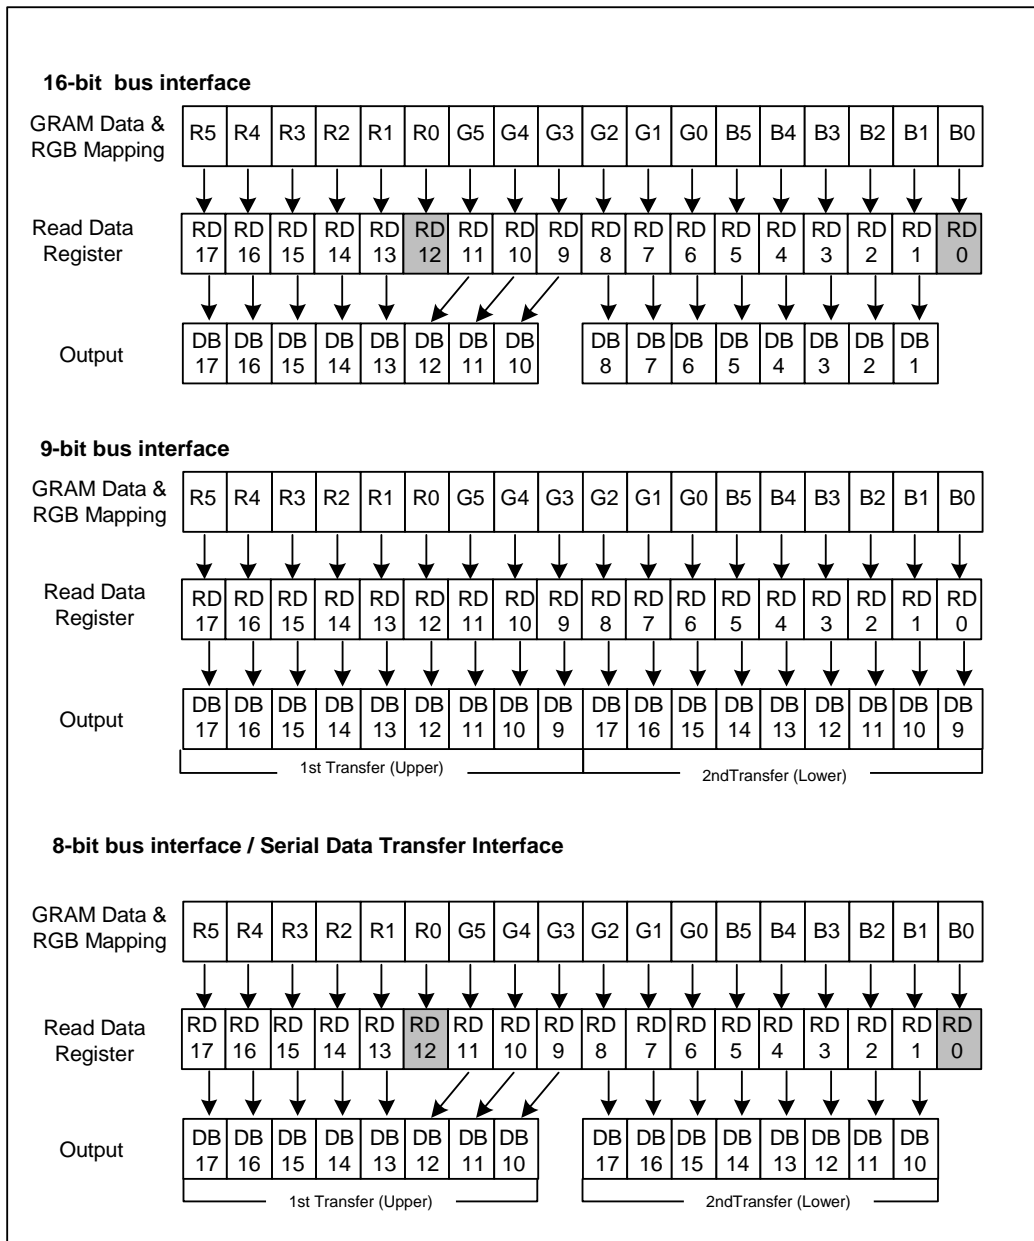 16-bit bus interface
GRAM Data & RGB Mapping
R5 R4 R3 R2 R1 R0 G5 G4 G3 G2 G1 G0 B5 B4 B3 B2 B1 B0
Read Data Register
RD 17 RD 16 RD 15 RD 14 RD 13 RD 12 RD 11 RD 10 RD 9 RD 8 RD 7 RD 6 RD 5 RD 4 RD 3 RD 2 RD 1 RD 0
Output
DB 17 DB 16 DB 15 DB 14 DB 13 DB 12 DB 11 DB 10 DB 8 DB 7 DB 6 DB 5 DB 4 DB 3 DB 2 DB 1
9-bit bus interface
GRAM Data & RGB Mapping
R5 R4 R3 R2 R1 R0 G5 G4 G3 G2 G1 G0 B5 B4 B3 B2 B1 B0
Read Data Register
RD 17 RD 16 RD 15 RD 14 RD 13 RD 12 RD 11 RD 10 RD 9 RD 8 RD 7 RD 6 RD 5 RD 4 RD 3 RD 2 RD 1 RD 0
Output
DB 17 DB 16 DB 15 DB 14 DB 13 DB 12 DB 11 DB 10 DB 9 DB 17 DB 16 DB 15 DB 14 DB 13 DB 12 DB 11 DB 10 DB 9
1st Transfer (Upper) 2ndTransfer (Lower)
8-bit bus interface / Serial Data Transfer Interface
GRAM Data & RGB Mapping
R5 R4 R3 R2 R1 R0 G5 G4 G3 G2 G1 G0 B5 B4 B3 B2 B1 B0
Read Data Register
RD 17 RD 16 RD 15 RD 14 RD 13 RD 12 RD 11 RD 10 RD 9 RD 8 RD 7 RD 6 RD 5 RD 4 RD 3 RD 2 RD 1 RD 0
Output
DB 17 DB 16 DB 15 DB 14 DB 13 DB 12 DB 11 DB 10 DB 17 DB 16 DB 15 DB 14 DB 13 DB 12 DB 11 DB 10
1st Transfer (Upper) 2ndTransfer (Lower)